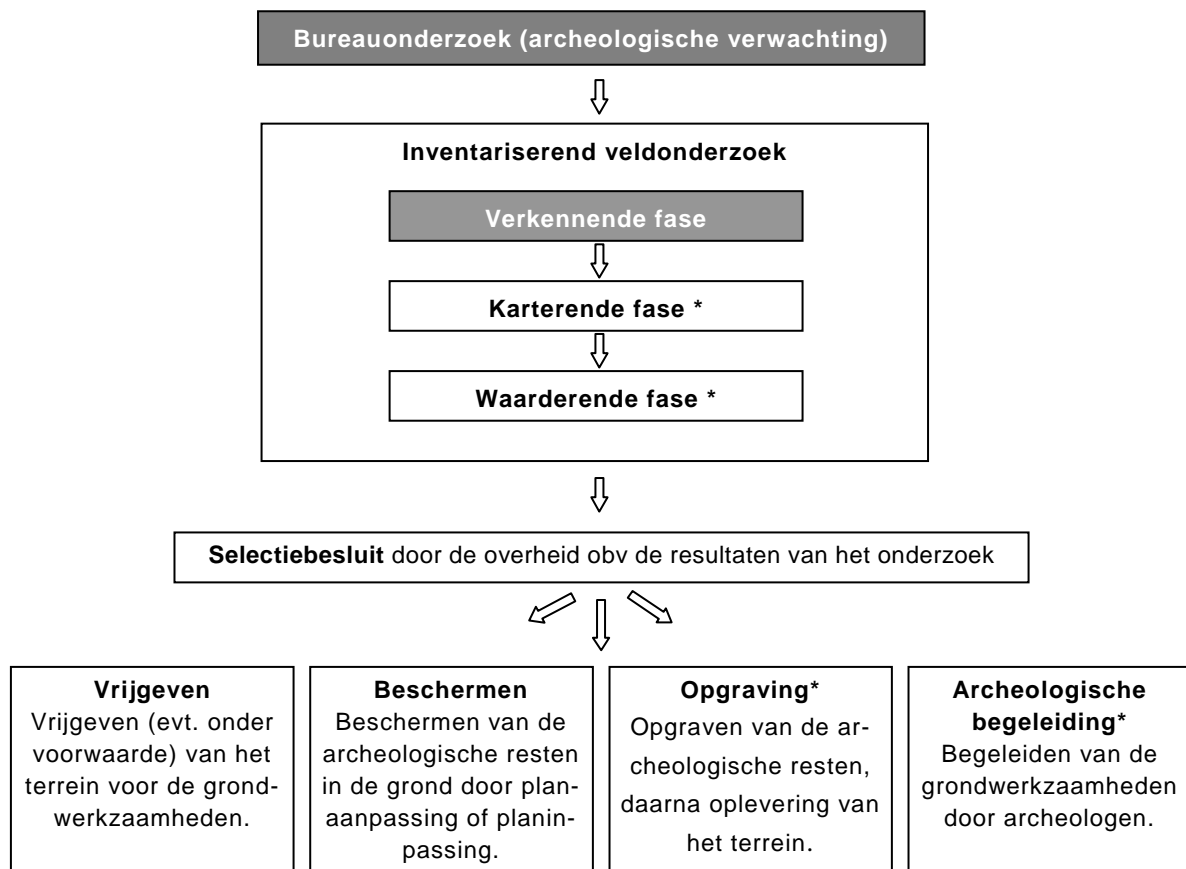 Bureauonderzoek (archeologische verwachting)
Inventariserend veldonderzoek
Verkennende fase
Karterende fase *
Waarderende fase *
Selectiebesluit door de overheid obv de resultaten van het onderzoek
Vrijgeven
Vrijgeven (evt. onder
voorwaarde) van het
terrein voor de grond-
werkzaamheden.
Beschermen
Beschermen van de
archeologische resten
in de grond door plan-
aanpassing of planin-
passing.
Opgraving*
Opgraven van de ar-
cheologische resten,
daarna oplevering van
het terrein.
Archeologische
begeleiding*
Begeleiden van de
grondwerkzaamheden
door archeologen.